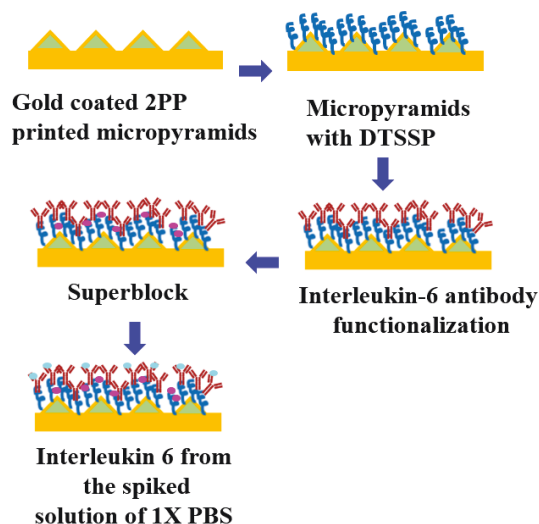 Gold coated 2PP
printed micropyramids
Micropyramids
with DTSSP
Interleukin-6 antibody
functionalization
Superblock
Interleukin 6 from
the spiked
solution of 1X PBS